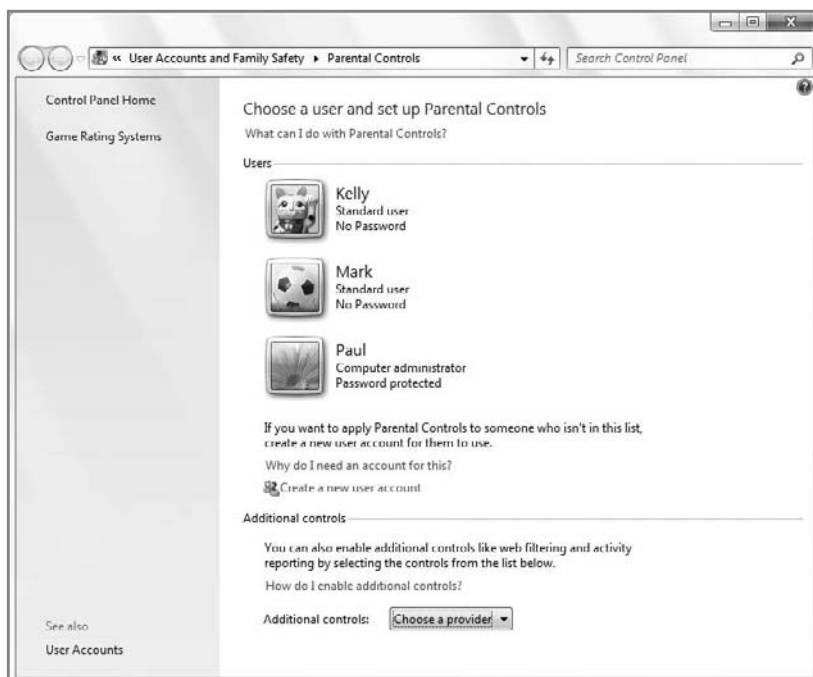 « User Accounts and Family Safety ▸ Parental Controls
Search Control Panel
Control Panel Home
Game Rating Systems
Choose a user and set up Parental Controls
What can I do with Parental Controls?
Users
Kelly
Standard user
No Password
Mark
Standard user
No Password
Paul
Computer administrator
Password protected
If you want to apply Parental Controls to someone who isn't in this list,
create a new user account for them to use.
Why do I need an account for this?
Create a new user account
Additional controls
You can also enable additional controls like web filtering and activity
reporting by selecting the controls from the list below.
How do I enable additional controls?
Additional controls: Choose a provider
See also
User Accounts